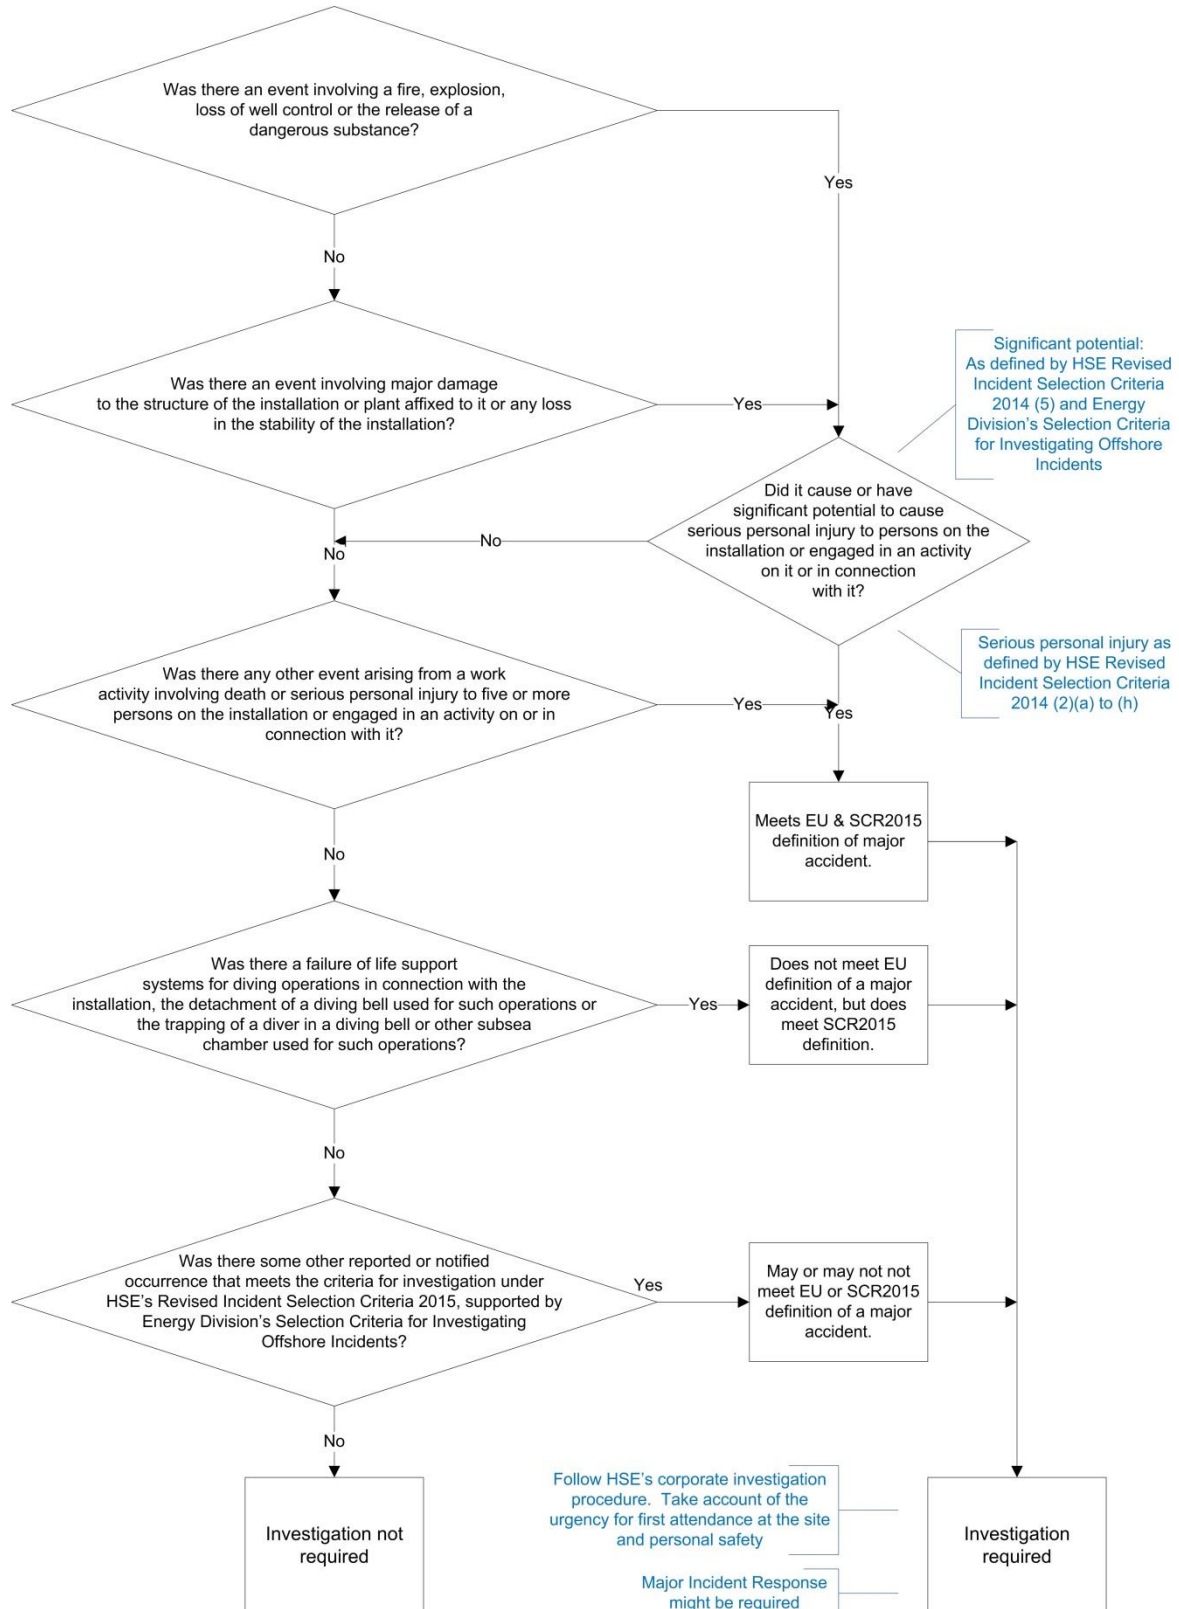 Was there an event involving a fire, explosion,
loss of well control or the release of a
dangerous substance?
Yes
No
Was there an event involving major damage
to the structure of the installation or plant affixed to it or any loss
in the stability of the installation?
Yes
Significant potential:
As defined by HSE Revised
Incident Selection Criteria
2014 (5) and Energy
Division’s Selection Criteria
for Investigating Offshore
Incidents
Did it cause or have
significant potential to cause
serious personal injury to persons on the
installation or engaged in an activity
on it or in connection
with it?
No
No
Serious personal injury as
defined by HSE Revised
Incident Selection Criteria
2014 (2)(a) to (h)
Was there any other event arising from a work
activity involving death or serious personal injury to five or more
persons on the installation or engaged in an activity on or in
connection with it?
Yes
Yes
Meets EU & SCR2015
definition of major
accident.
No
Was there a failure of life support
systems for diving operations in connection with the
installation, the detachment of a diving bell used for such operations or
the trapping of a diver in a diving bell or other subsea
chamber used for such operations?
Yes
Does not meet EU
definition of a major
accident, but does
meet SCR2015
definition.
No
Was there some other reported or notified
occurrence that meets the criteria for investigation under
HSE’s Revised Incident Selection Criteria 2015, supported by
Energy Division’s Selection Criteria for Investigating
Offshore Incidents?
Yes
May or may not not
meet EU or SCR2015
definition of a major
accident.
No
Investigation not
required
Follow HSE’s corporate investigation
procedure. Take account of the
urgency for first attendance at the site
and personal safety
Investigation
required
Major Incident Response
might be required